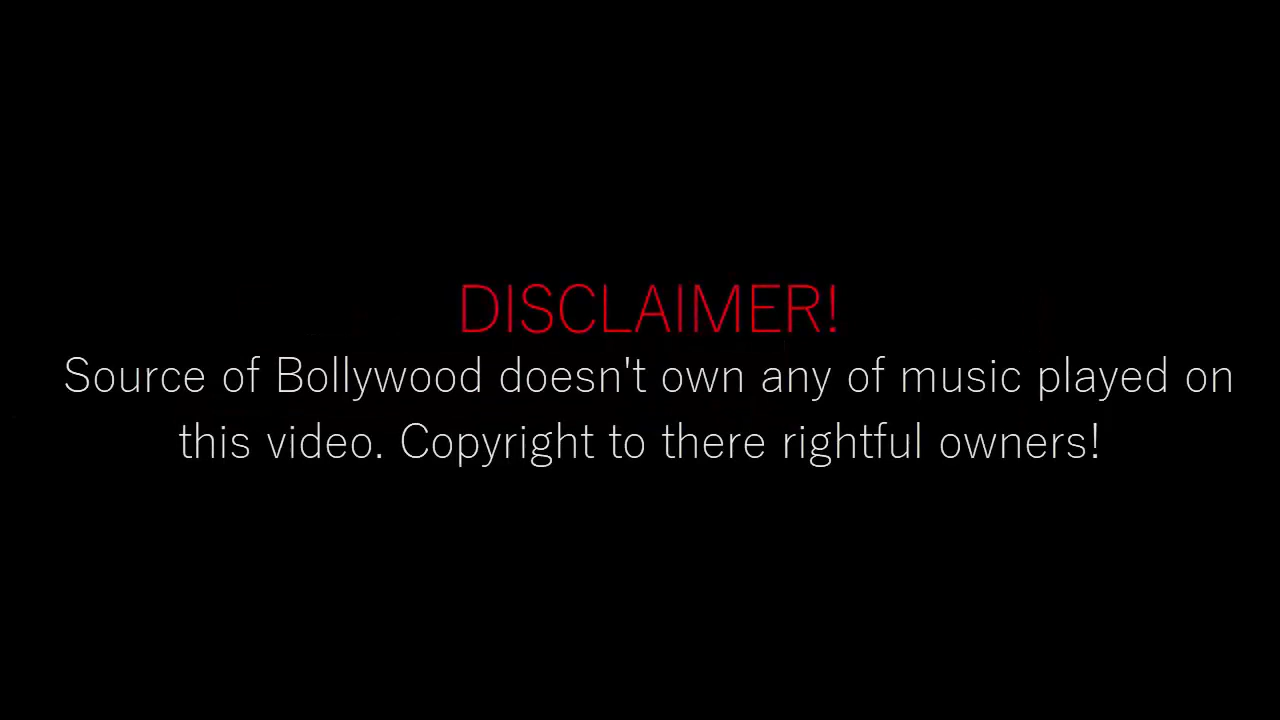 DISCLAIMER!
Source of Bollywood doesn't own any of music played on
this video. Copyright to there rightful owners!